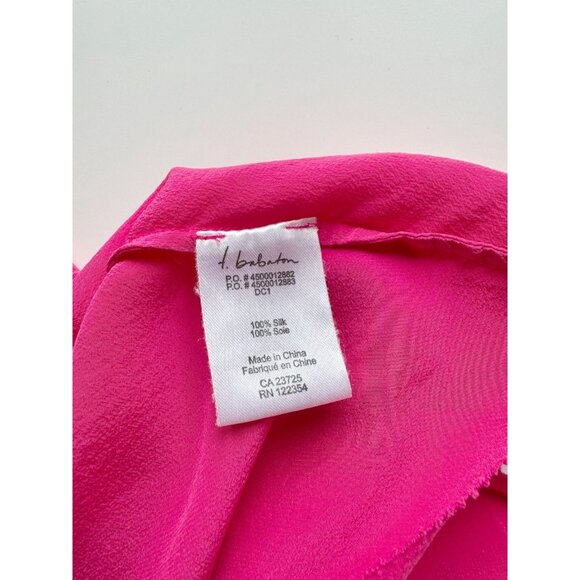 t. babaton
P.O. # 4500012882
P.O. # 4500012883
DC1
100% Silk
100% Soie
Made in China
Fabriqué en Chine
CA 23725
RN 122354